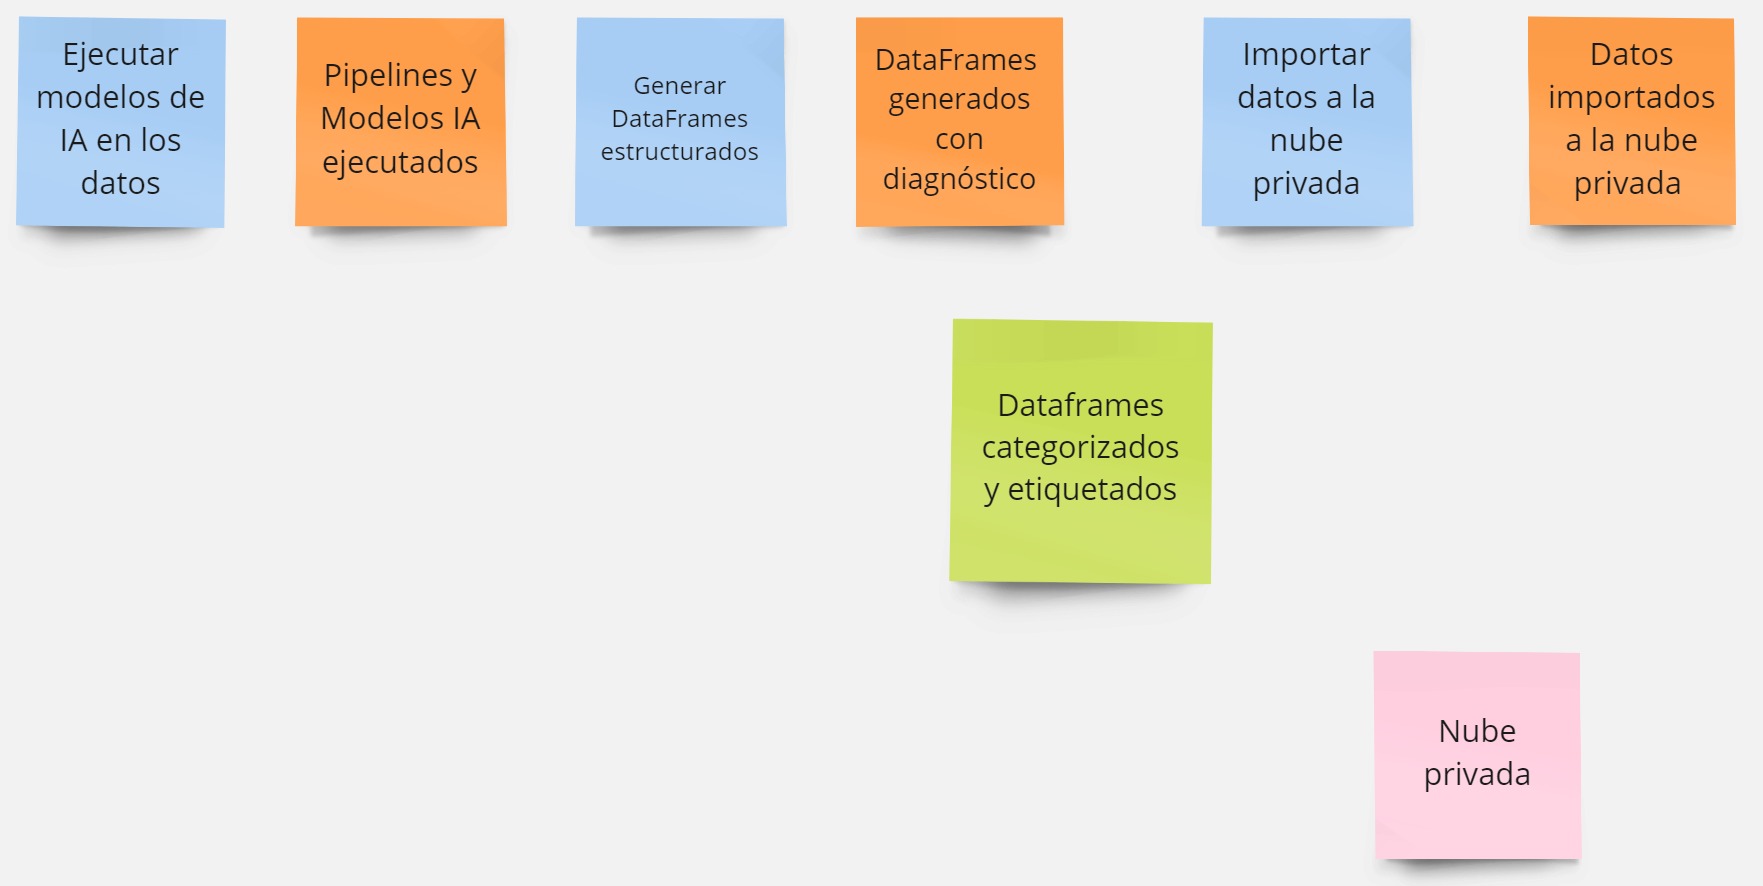 Ejecutar
modelos de
IA en los
datos
Pipelines y
Modelos IA
ejecutados
Generar
DataFrames
estructurados
DataFrames
generados
con
diagnóstico
Importar
datos a la
nube
privada
Datos
importados
a la nube
privada
Dataframes
categorizados
y etiquetados
Nube
privada